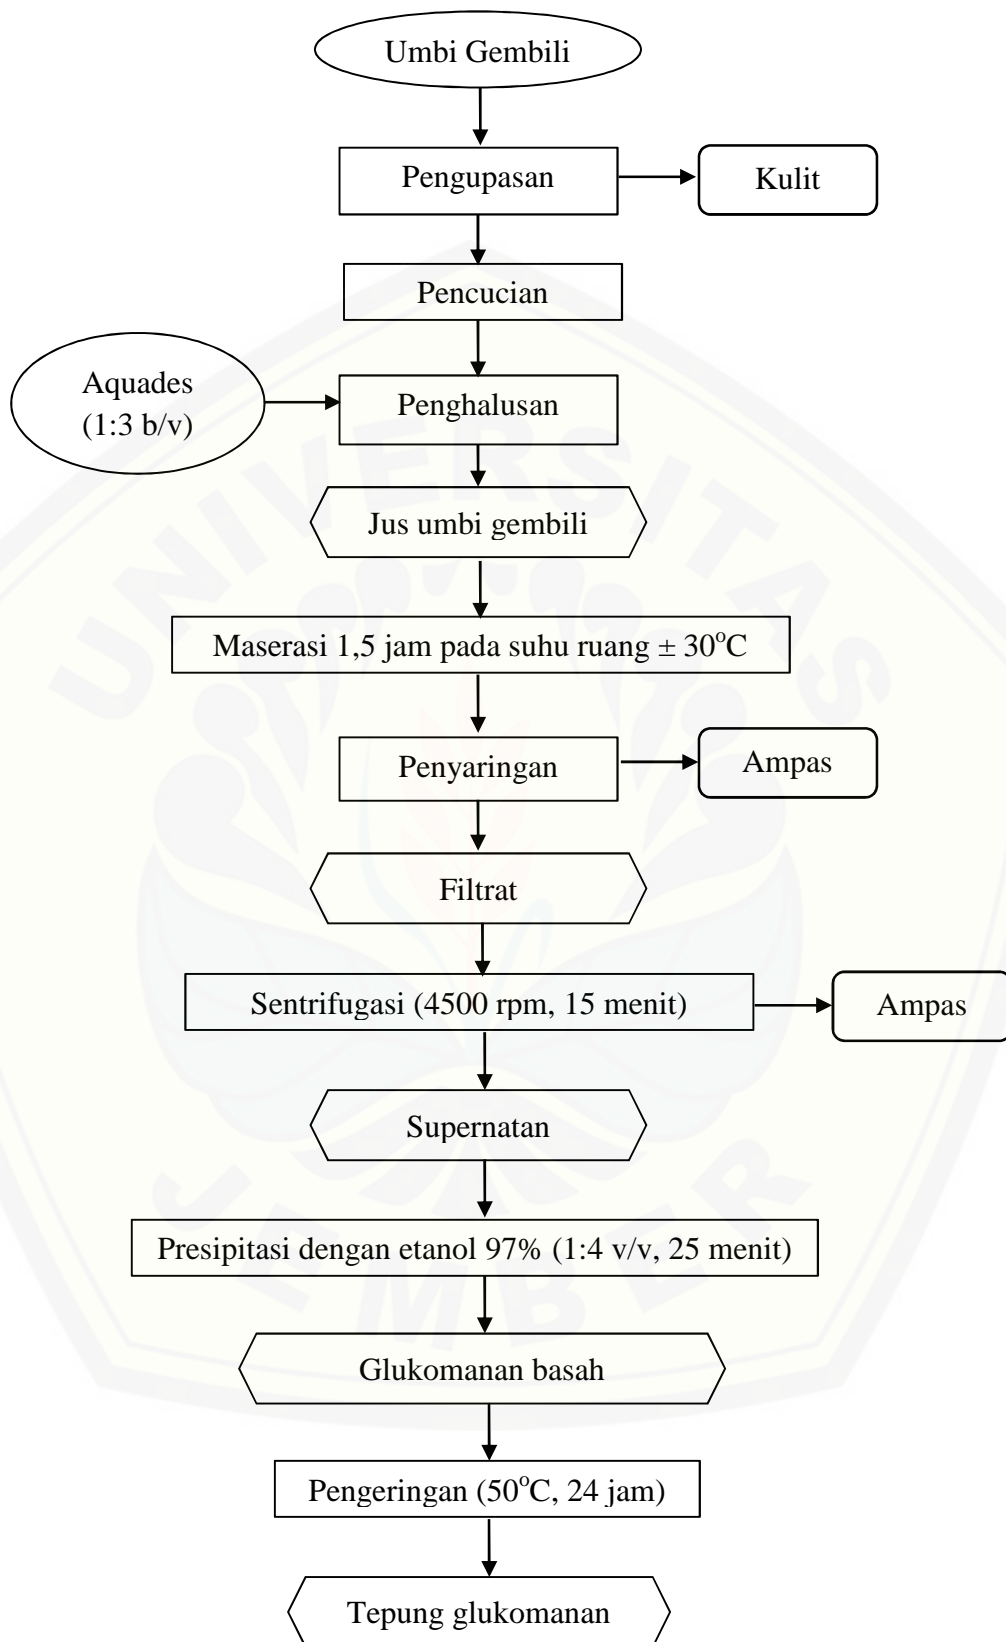 Umbi Gembili
Pengupasan
Kulit
Pencucian
Aquades
(1:3 b/v)
Penghalusan
Jus umbi gembili
Maserasi 1,5 jam pada suhu ruang ± 30°C
Penyaringan
Ampas
Filtrat
Sentrifugasi (4500 rpm, 15 menit)
Ampas
Supernatan
Presipitasi dengan etanol 97% (1:4 v/v, 25 menit)
Glukomanan basah
Pengeringan (50°C, 24 jam)
Tepung glukomanan
UNIVERSITAS
JEMBER